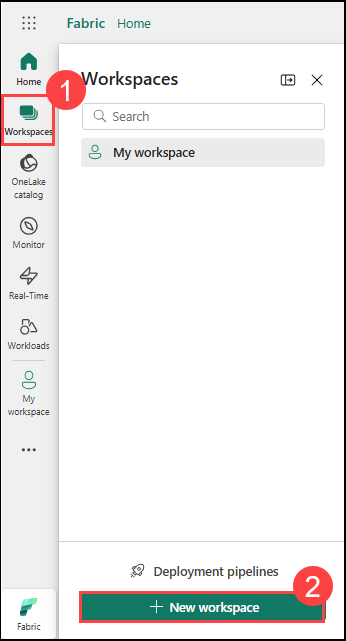 Fabric Home
Home
1
Workspaces
Workspaces
Search
My workspace
OneLake
catalog
Monitor
Real-Time
Workloads
My
workspace
Deployment pipelines
2
New workspace
Fabric